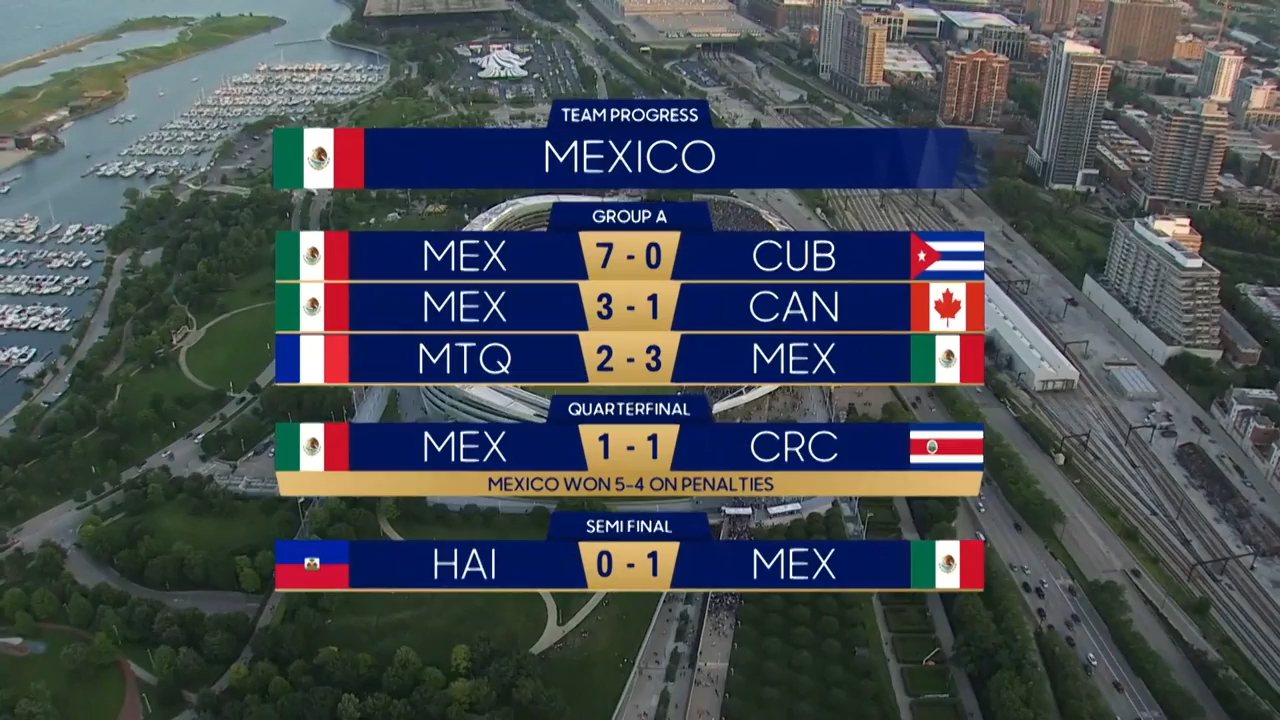 TEAM PROGRESS
MEXICO
GROUP A
MEX 7 - 0 CUB
MEX 3 - 1 CAN
MTQ 2 - 3 MEX
QUARTERFINAL
MEX 1 - 1 CRC
MEXICO WON 5-4 ON PENALTIES
SEMI FINAL
HAI 0 - 1 MEX